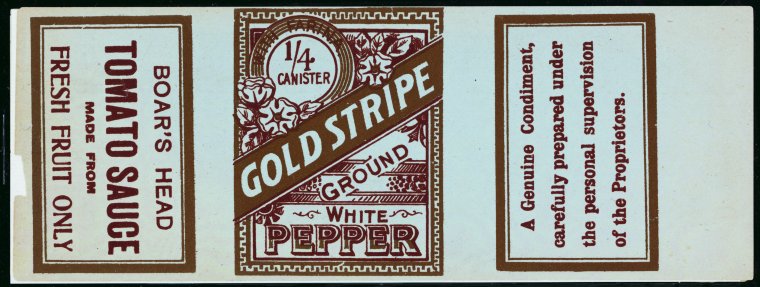 BOAR'S HEAD
TOMATO SAUCE
MADE FROM
FRESH FRUIT ONLY
1/4
CANISTER
GOLD STRIPE
GROUND
WHITE
PEPPER
A Genuine Condiment,
carefully prepared under
the personal supervision
of the Proprietors.